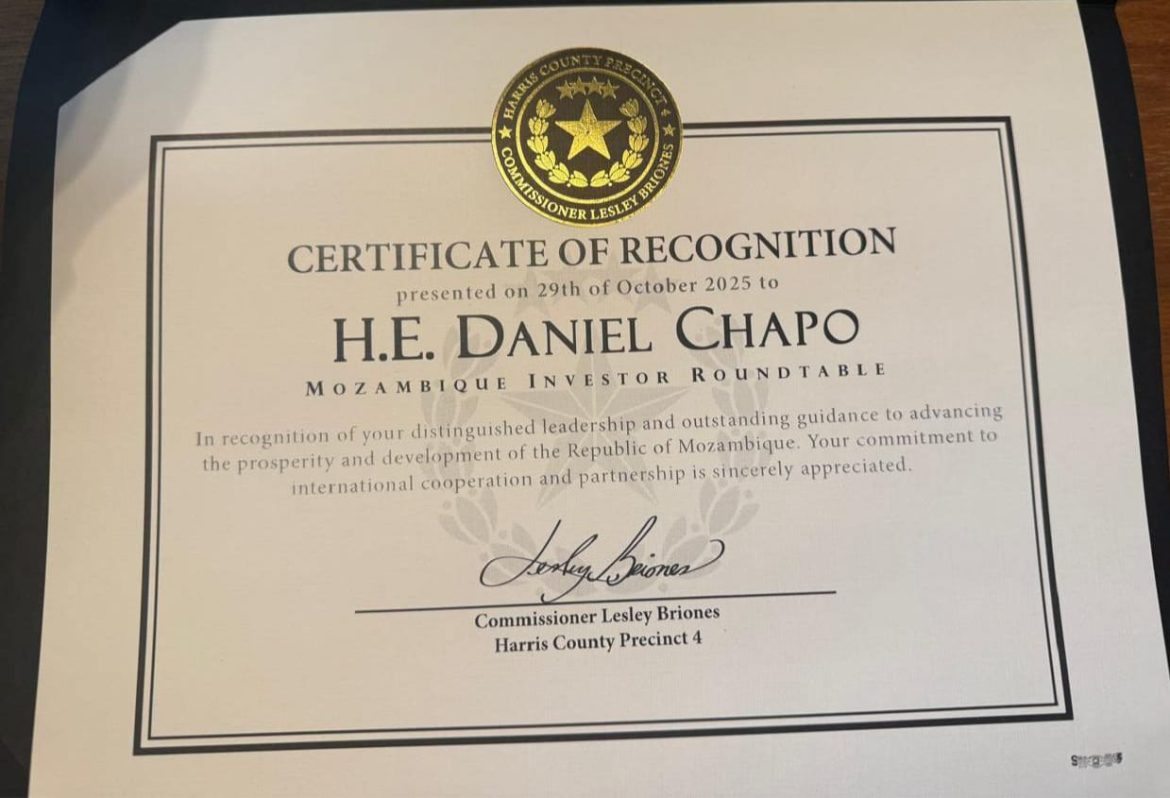 HARRIS COUNTY PRECINCT 4
COMMISSIONER LESLEY BRIONES
CERTIFICATE OF RECOGNITION
presented on 29th of October 2025 to
H.E. DANIEL CHAPO
MOZAMBIQUE INVESTOR ROUNDTABLE
In recognition of your distinguished leadership and outstanding guidance to advancing
the prosperity and development of the Republic of Mozambique. Your commitment to
international cooperation and partnership is sincerely appreciated.
Lesley Briones
Commissioner Lesley Briones
Harris County Precinct 4